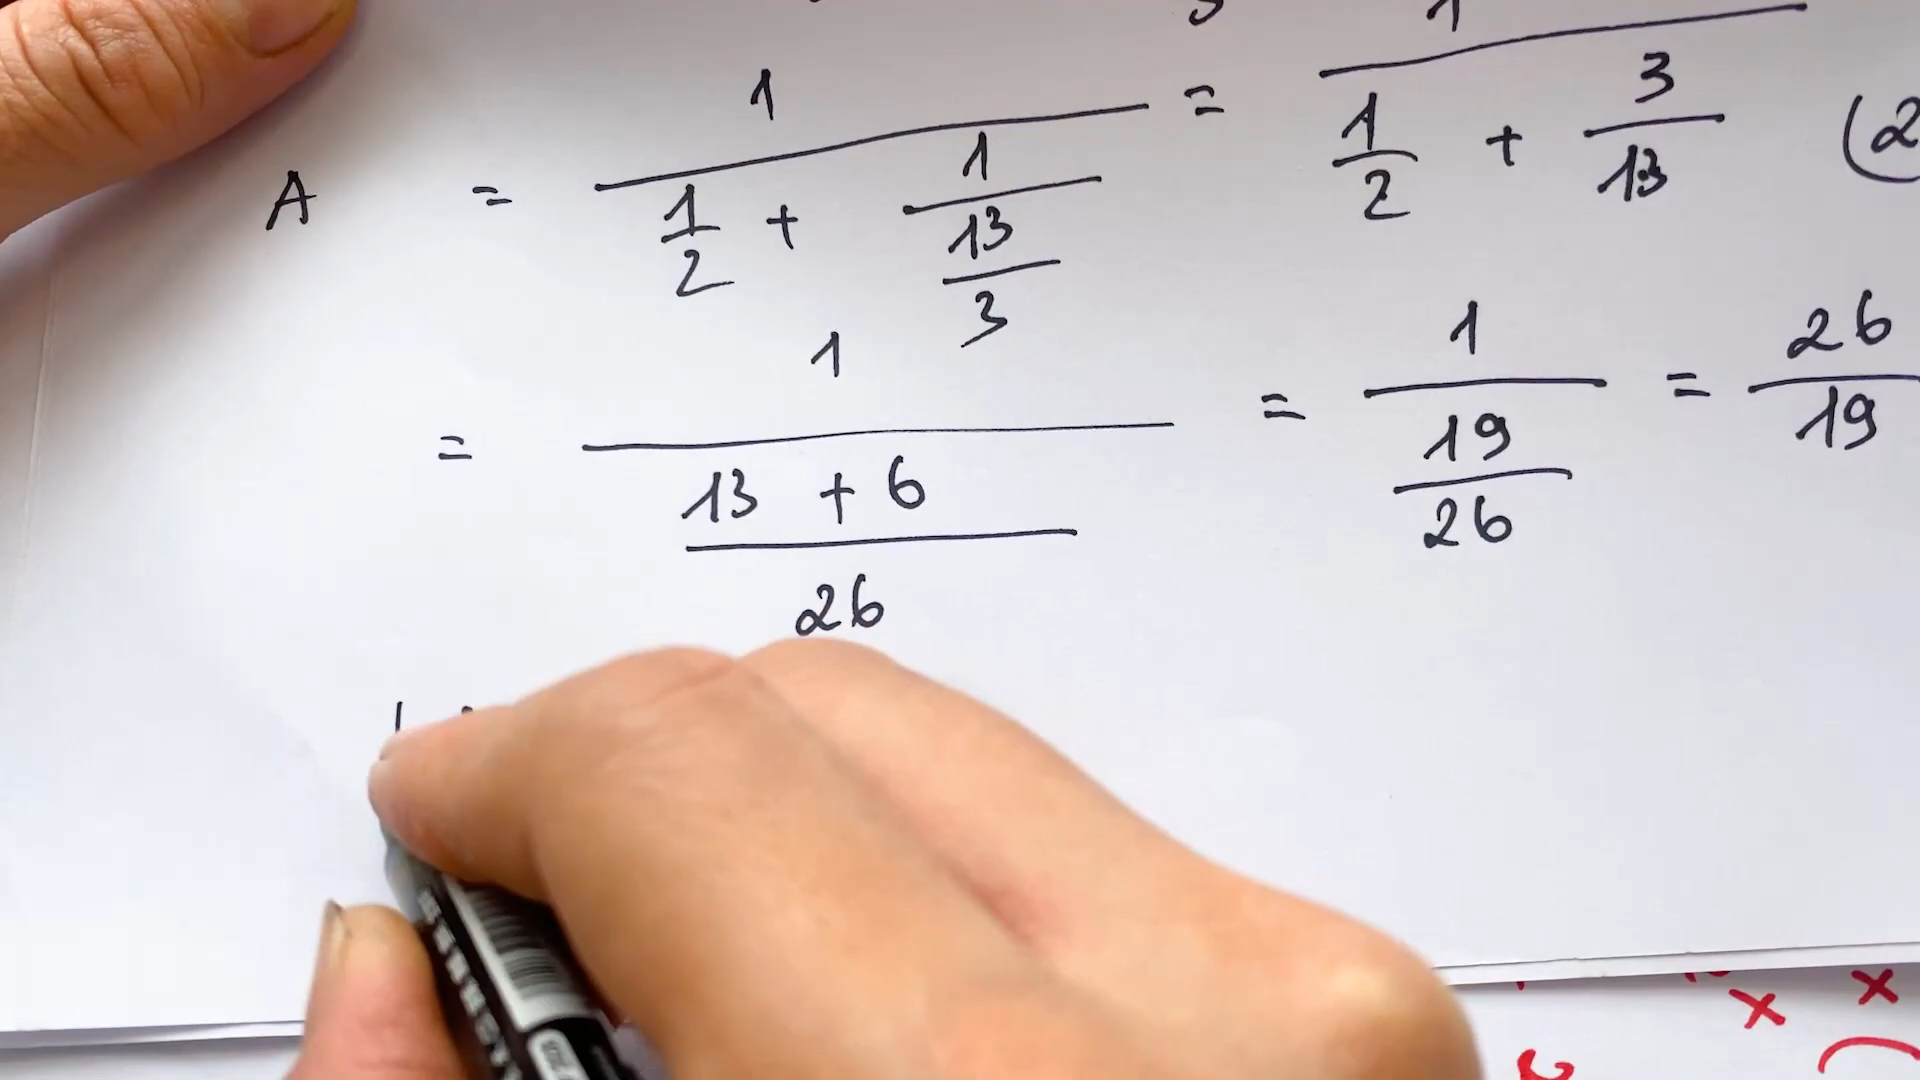 A = 1 / (1/2 + 1/(13/3)) = 1 / (1/2 + 3/13) (2
= 1 / ((13 + 6)/26) = 1 / (19/26) = 26/19
x x